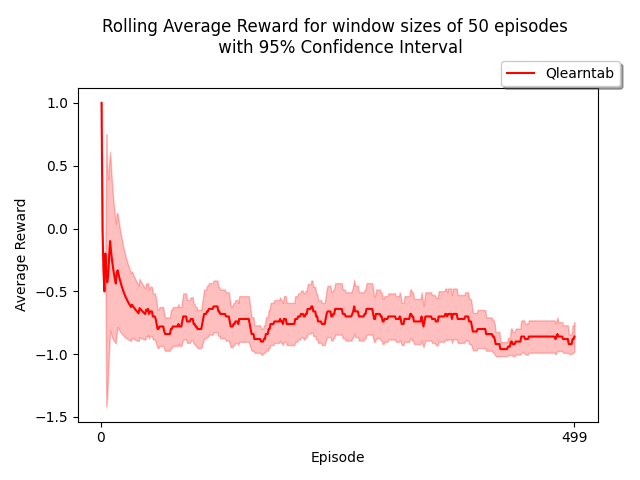 Rolling Average Reward for window sizes of 50 episodes
with 95% Confidence Interval
Qlearntab
1.0
0.5
0.0
−0.5
−1.0
−1.5
Average Reward
0
499
Episode